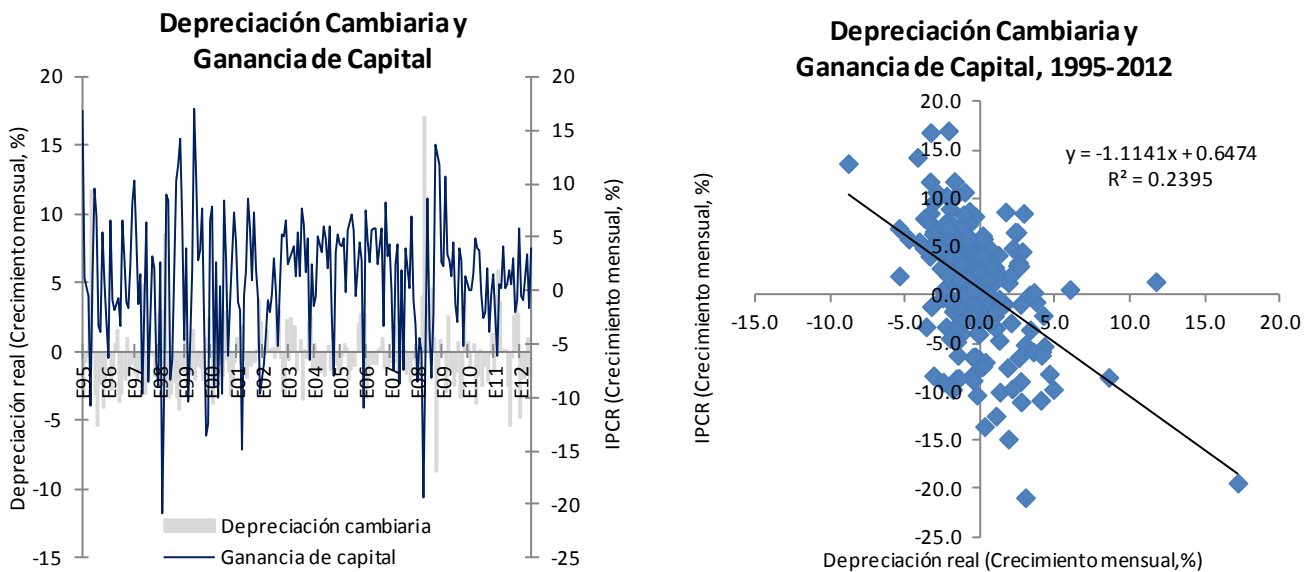 Depreciación Cambiaria y
Ganancia de Capital
20
15
10
5
0
-5
-10
-15
Depreciación real (Crecimiento mensual, %)
E95
E96
E97
E98
E99
E00
E01
E02
E03
E04
E05
E06
E07
E08
E09
E10
E11
E12
Depreciación cambiaria
Ganancia de capital
20
15
10
5
0
-5
-10
-15
-20
-25
IPCR (Crecimiento mensual, %)
Depreciación Cambiaria y
Ganancia de Capital, 1995-2012
20.0
15.0
10.0
5.0
0.0
-5.0
-10.0
-15.0
-20.0
-25.0
IPCR (Crecimiento mensual, %)
y = -1.1141x + 0.6474
R² = 0.2395
-15.0
-10.0
-5.0
0.0
5.0
10.0
15.0
20.0
Depreciación real (Crecimiento mensual,%)